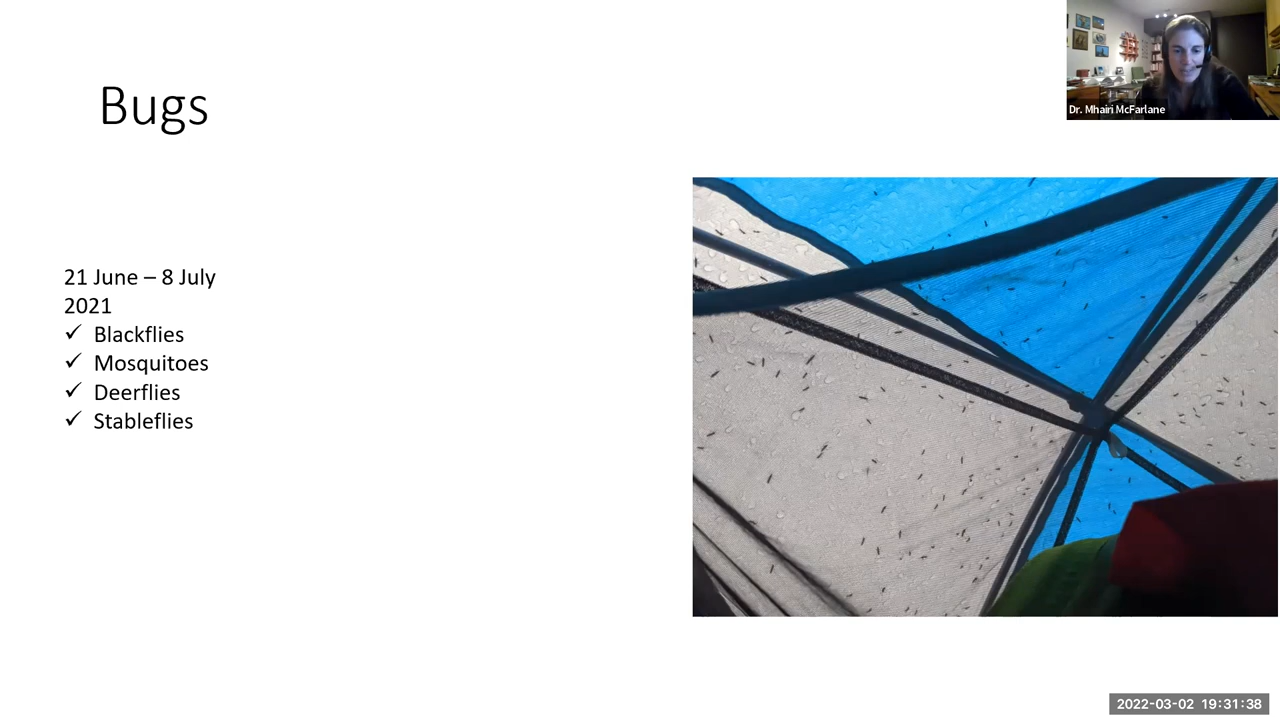 Bugs
Dr. Mhairi McFarlane
21 June – 8 July
2021
✓ Blackflies
✓ Mosquitoes
✓ Deerflies
✓ Stableflies
2022-03-02 19:31:38